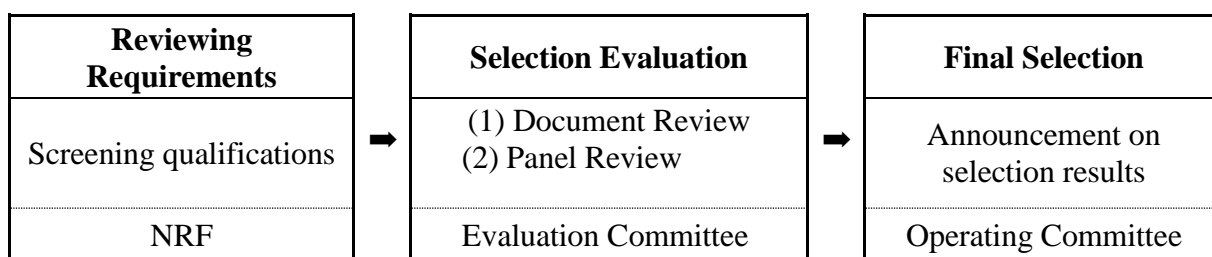 Reviewing
Requirements
Screening qualifications
NRF
➡
Selection Evaluation
(1) Document Review
(2) Panel Review
Evaluation Committee
➡
Final Selection
Announcement on
selection results
Operating Committee